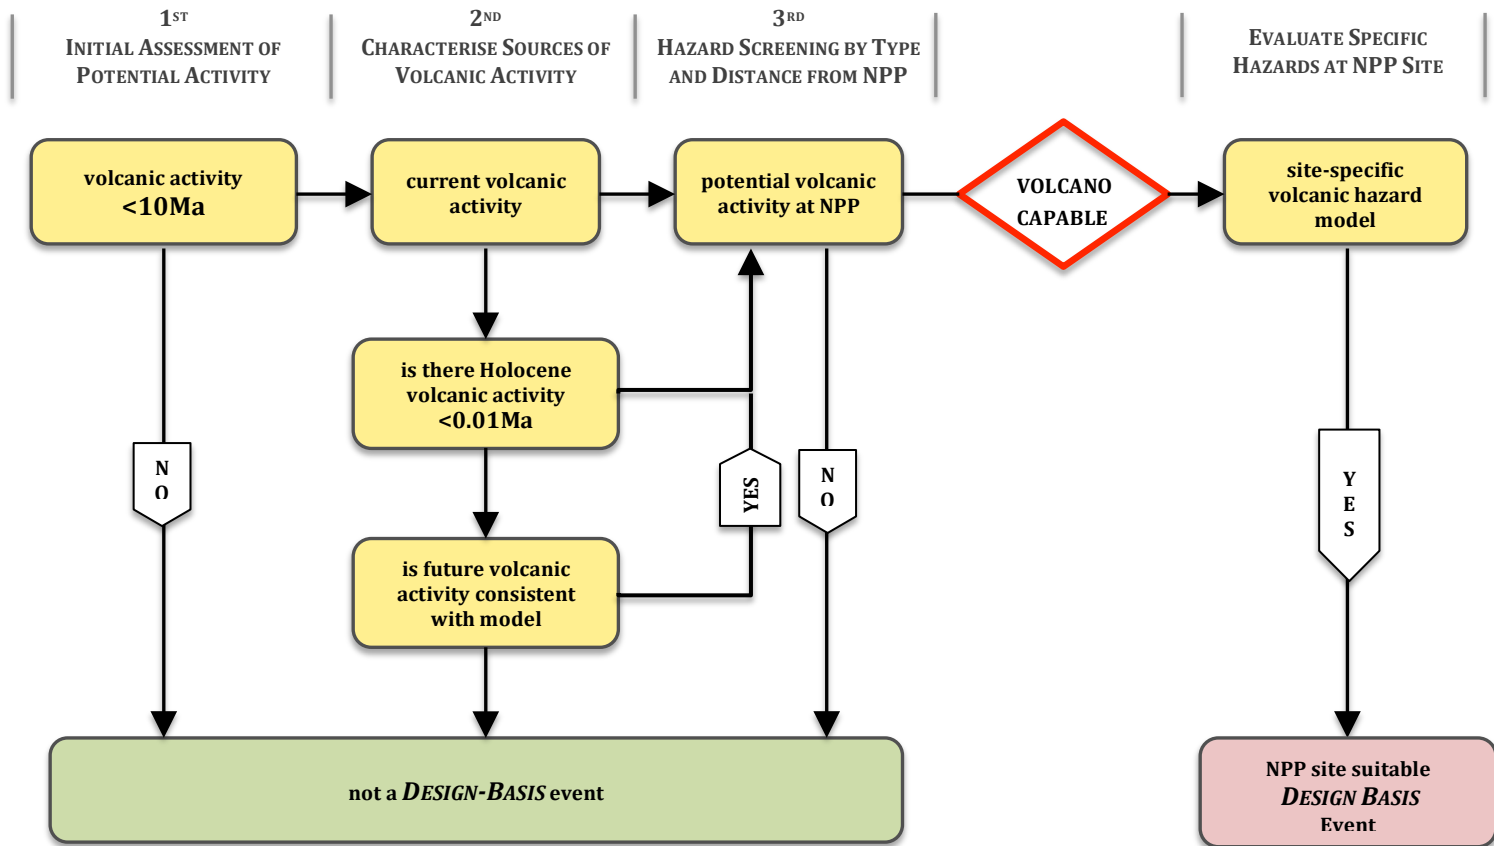 1ST
INITIAL ASSESSMENT OF
POTENTIAL ACTIVITY
2ND
CHARACTERISE SOURCES OF
VOLCANIC ACTIVITY
3RD
HAZARD SCREENING BY TYPE
AND DISTANCE FROM NPP
EVALUATE SPECIFIC
HAZARDS AT NPP SITE
volcanic activity
<10Ma
current volcanic
activity
potential volcanic
activity at NPP
VOLCANO
CAPABLE
site-specific
volcanic hazard
model
is there Holocene
volcanic activity
<0.01Ma
N
O
YES
N
O
Y
E
S
is future volcanic
activity consistent
with model
not a DESIGN-BASIS event
NPP site suitable
DESIGN BASIS
Event